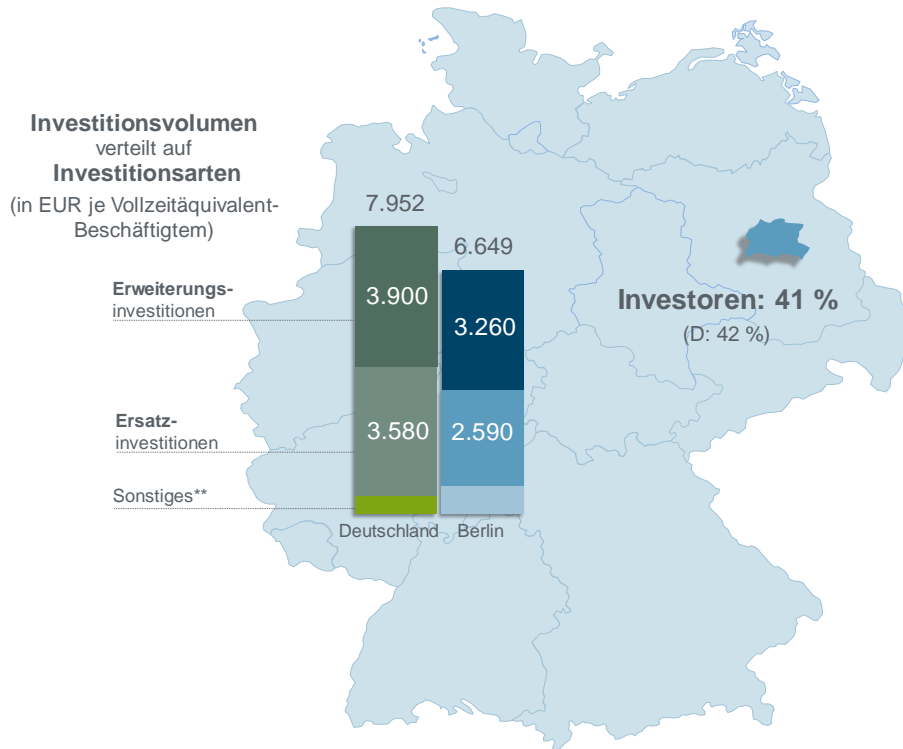 Investitionsvolumen
verteilt auf
Investitionsarten
(in EUR je Vollzeitäquivalent-
Beschäftigtem)
7.952
6.649
Erweiterungs-
investitionen
3.900
3.260
Investoren: 41 %
(D: 42 %)
Ersatz-
investitionen
3.580
2.590
Sonstiges**
Deutschland
Berlin